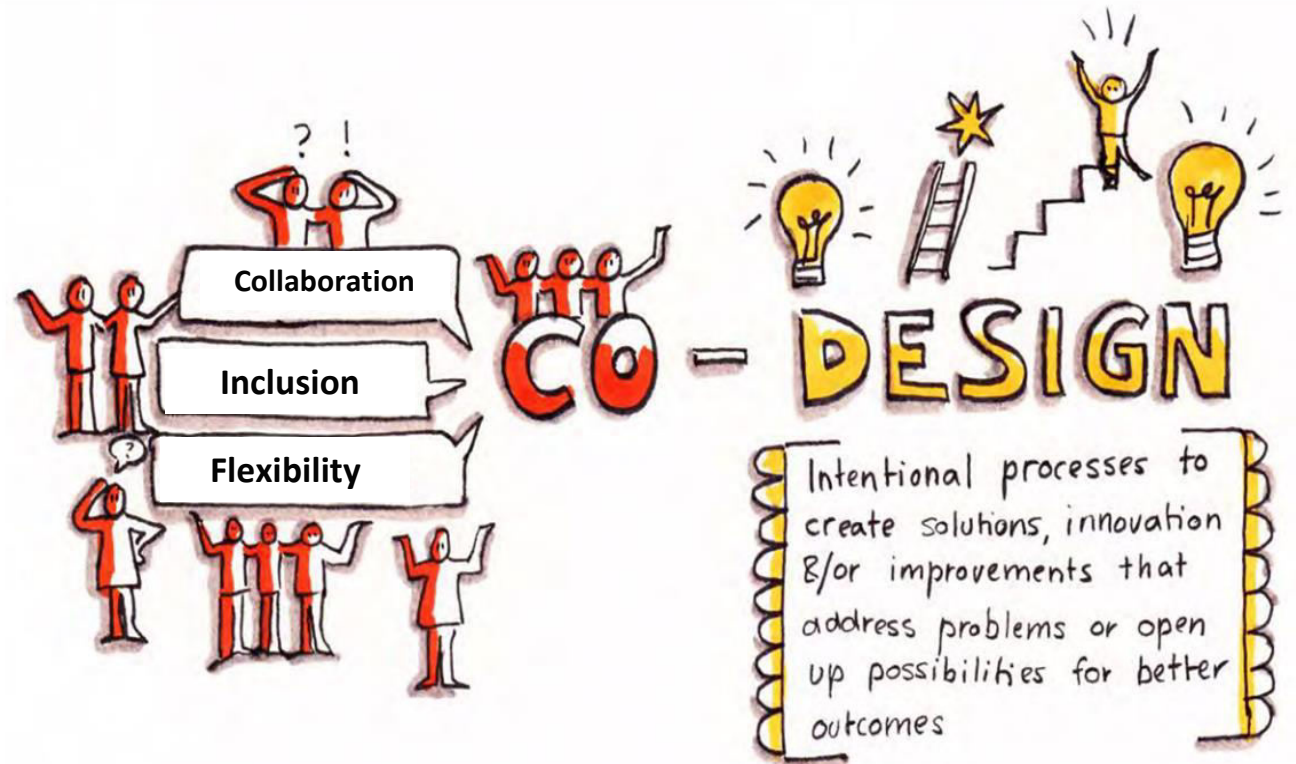 ? !
Collaboration
Inclusion
?
Flexibility
CO - DESIGN
Intentional processes to
create solutions, innovation
&/or improvements that
address problems or open
up possibilities for better
outcomes